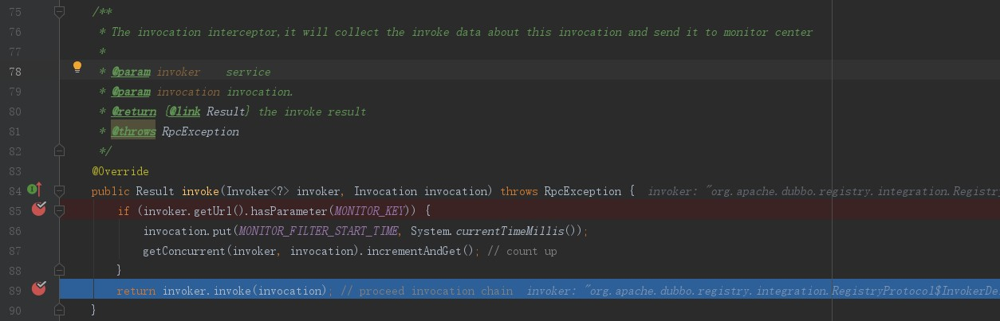 75 /**
76 * The invocation interceptor,it will collect the invoke data about this invocation and send it to monitor center
77 *
78 * @param invoker    service
79 * @param invocation invocation.
80 * @return {@link Result} the invoke result
81 * @throws RpcException
82 */
83 @Override
84 public Result invoke(Invoker<?> invoker, Invocation invocation) throws RpcException {  invoker: "org.apache.dubbo.registry.integration.Registry
85 if (invoker.getUrl().hasParameter(MONITOR_KEY)) {
86 invocation.put(MONITOR_FILTER_START_TIME, System.currentTimeMillis());
87 getConcurrent(invoker, invocation).incrementAndGet(); // count up
88 }
89 return invoker.invoke(invocation); // proceed invocation chain  invoker: "org.apache.dubbo.registry.integration.RegistryProtocol$InvokerDe
90 }